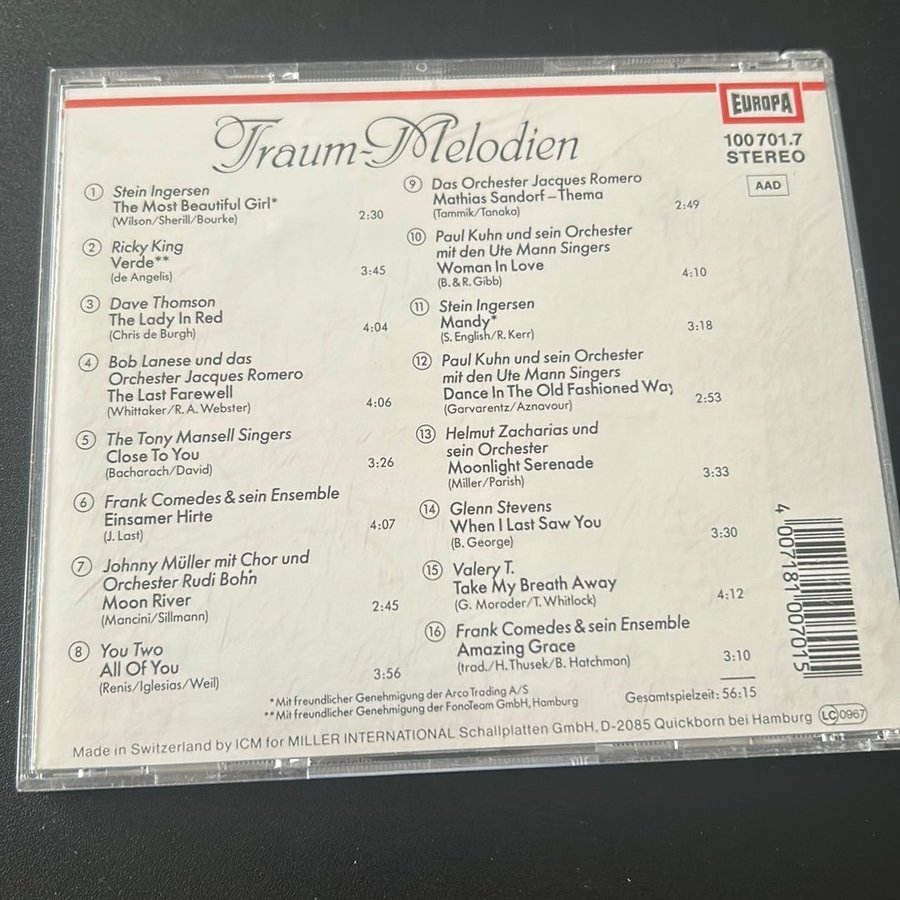 EUROPA
100 701.7
STEREO
AAD
Traum-Melodien
1 Stein Ingersen
The Most Beautiful Girl* 2:30
(Wilson/Sherill/Bourke)
2 Ricky King
Verde** 3:45
(de Angelis)
3 Dave Thomson
The Lady In Red 4:04
(Chris de Burgh)
4 Bob Lanese und das
Orchester Jacques Romero
The Last Farewell 4:06
(Whittaker/R. A. Webster)
5 The Tony Mansell Singers
Close To You 3:26
(Bacharach/David)
6 Frank Comedes & sein Ensemble
Einsamer Hirte 4:07
(J. Last)
7 Johnny Müller mit Chor und
Orchester Rudi Bohn
Moon River 2:45
(Mancini/Sillmann)
8 You Two
All Of You 3:56
(Renis/Iglesias/Weil)
9 Das Orchester Jacques Romero
Mathias Sandorf – Thema 2:49
(Tammik/Tanaka)
10 Paul Kuhn und sein Orchester
mit den Ute Mann Singers
Woman In Love 4:10
(B. & R. Gibb)
11 Stein Ingersen
Mandy* 3:18
(S. English/R. Kerr)
12 Paul Kuhn und sein Orchester
mit den Ute Mann Singers
Dance In The Old Fashioned Way 2:53
(Garvarentz/Aznavour)
13 Helmut Zacharias und
sein Orchester
Moonlight Serenade 3:33
(Miller/Parish)
14 Glenn Stevens
When I Last Saw You 3:30
(B. George)
15 Valery T.
Take My Breath Away 4:12
(G. Moroder/T. Whitlock)
16 Frank Comedes & sein Ensemble
Amazing Grace 3:10
(trad./H. Thusek/B. Hatchman)
Gesamtspielzeit: 56:15
*Mit freundlicher Genehmigung der Arco Trading A/S
**Mit freundlicher Genehmigung der FonoTeam GmbH, Hamburg
Made in Switzerland by ICM for MILLER INTERNATIONAL Schallplatten GmbH, D-2085 Quickborn bei Hamburg LC 0967
4 007181 007015